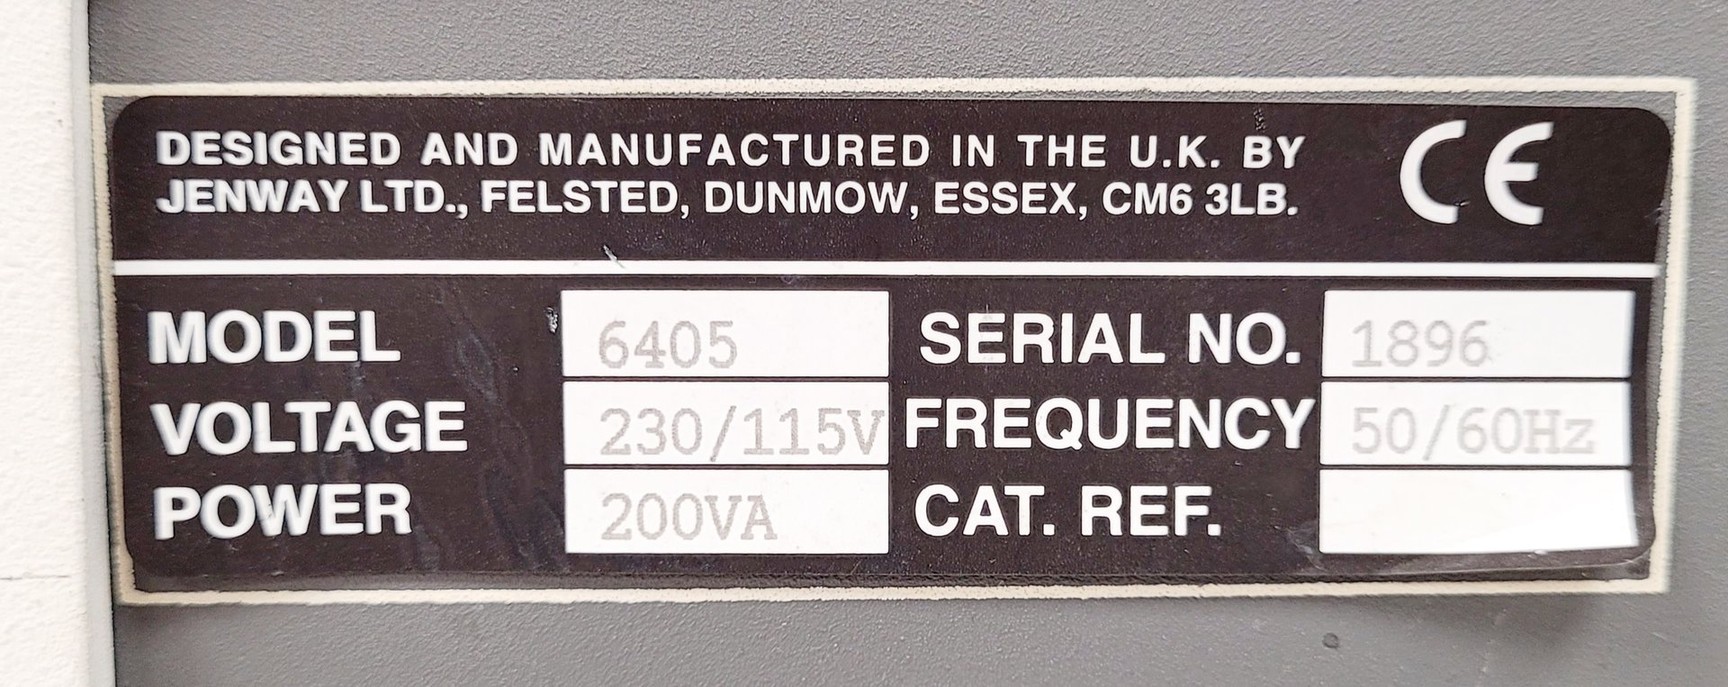 DESIGNED AND MANUFACTURED IN THE U.K. BY
JENWAY LTD., FELSTED, DUNMOW, ESSEX, CM6 3LB.
CE
MODEL 6405 SERIAL NO. 1896
VOLTAGE 230/115V FREQUENCY 50/60Hz
POWER 200VA CAT. REF.